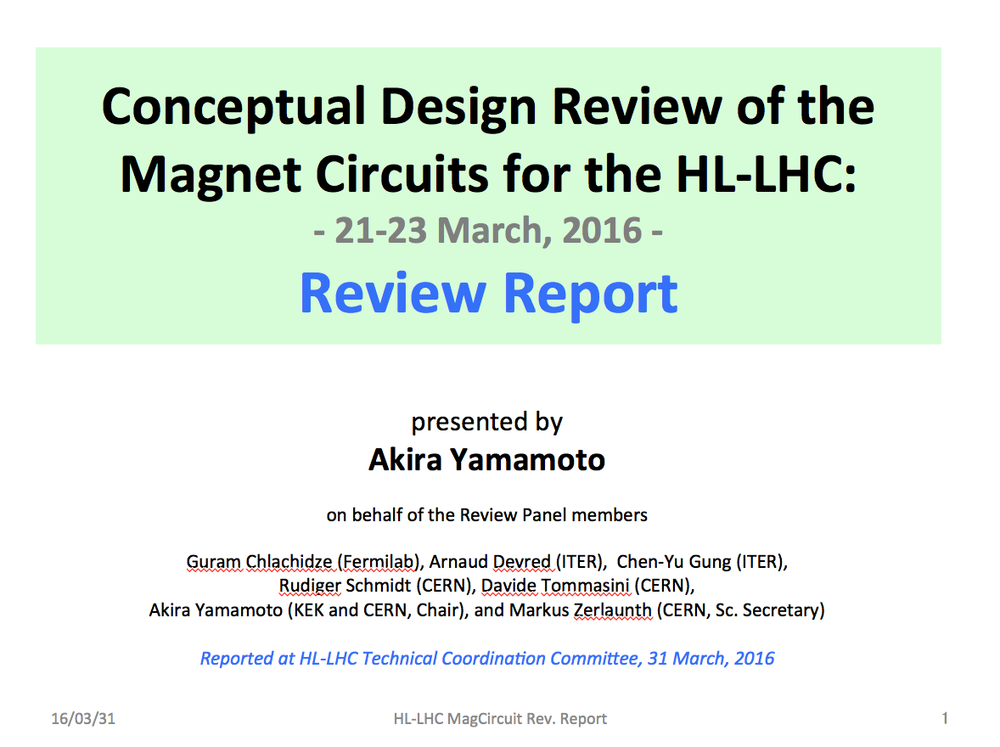 Conceptual Design Review of the
Magnet Circuits for the HL-LHC:
- 21-23 March, 2016 -
Review Report
presented by
Akira Yamamoto
on behalf of the Review Panel members
Guram Chlachidze (Fermilab), Arnaud Devred (ITER), Chen-Yu Gung (ITER),
Rudiger Schmidt (CERN), Davide Tommasini (CERN),
Akira Yamamoto (KEK and CERN, Chair), and Markus Zerlaunth (CERN, Sc. Secretary)
Reported at HL-LHC Technical Coordination Committee, 31 March, 2016
16/03/31
HL-LHC MagCircuit Rev. Report
1